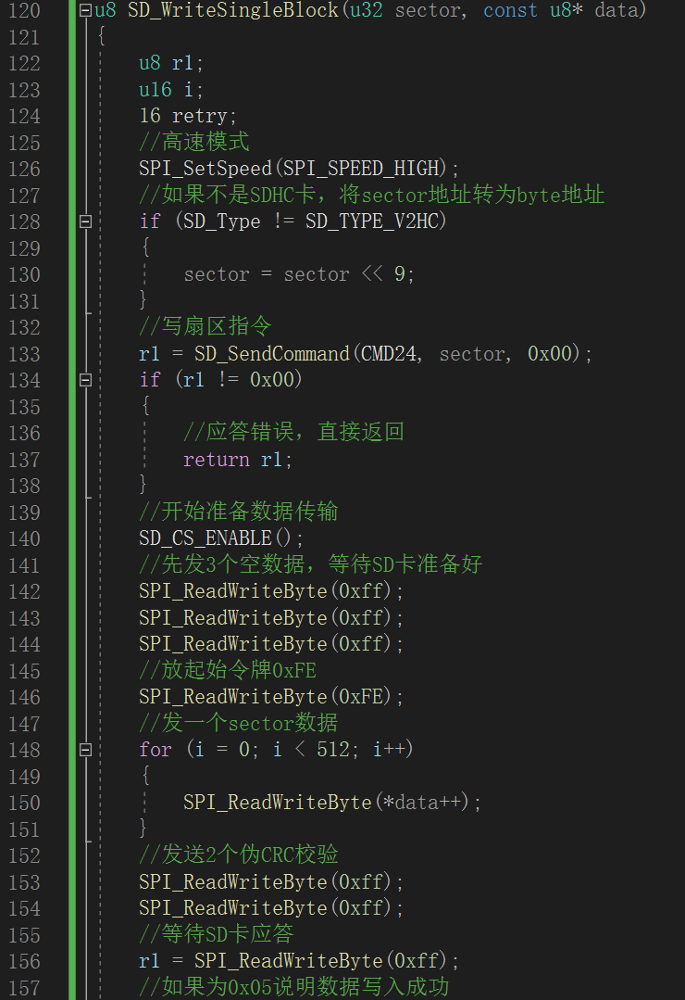 120 u8 SD_WriteSingleBlock(u32 sector, const u8* data)
121 {
122 u8 r1;
123 u16 i;
124 16 retry;
125 //高速模式
126 SPI_SetSpeed(SPI_SPEED_HIGH);
127 //如果不是SDHC卡，将sector地址转为byte地址
128 if (SD_Type != SD_TYPE_V2HC)
129 {
130 sector = sector << 9;
131 }
132 //写扇区指令
133 r1 = SD_SendCommand(CMD24, sector, 0x00);
134 if (r1 != 0x00)
135 {
136 //应答错误，直接返回
137 return r1;
138 }
139 //开始准备数据传输
140 SD_CS_ENABLE();
141 //先发3个空数据，等待SD卡准备好
142 SPI_ReadWriteByte(0xff);
143 SPI_ReadWriteByte(0xff);
144 SPI_ReadWriteByte(0xff);
145 //放起始令牌0xFE
146 SPI_ReadWriteByte(0xFE);
147 //发一个sector数据
148 for (i = 0; i < 512; i++)
149 {
150 SPI_ReadWriteByte(*data++);
151 }
152 //发送2个伪CRC校验
153 SPI_ReadWriteByte(0xff);
154 SPI_ReadWriteByte(0xff);
155 //等待SD卡应答
156 r1 = SPI_ReadWriteByte(0xff);
157 //如果为0x05说明数据写入成功